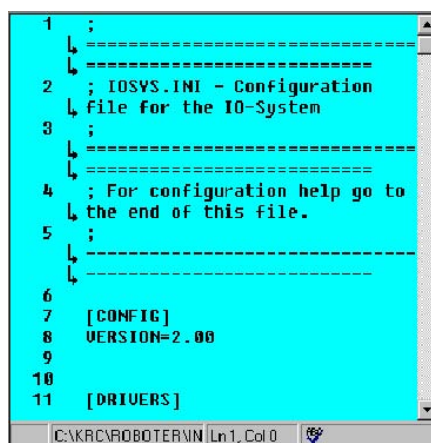 1 ;
================================
===========================
2 ; IOSYS.INI - Configuration
file for the IO-System
3 ;
================================
===========================
4 ; For configuration help go to
the end of this file.
5 ;
--------------------------------
---------------------------
6
7 [CONFIG]
8 VERSION=2.00
9
10
11 [DRIVERS]
C:\KRC\ROBOTER\IN Ln 1, Col 0